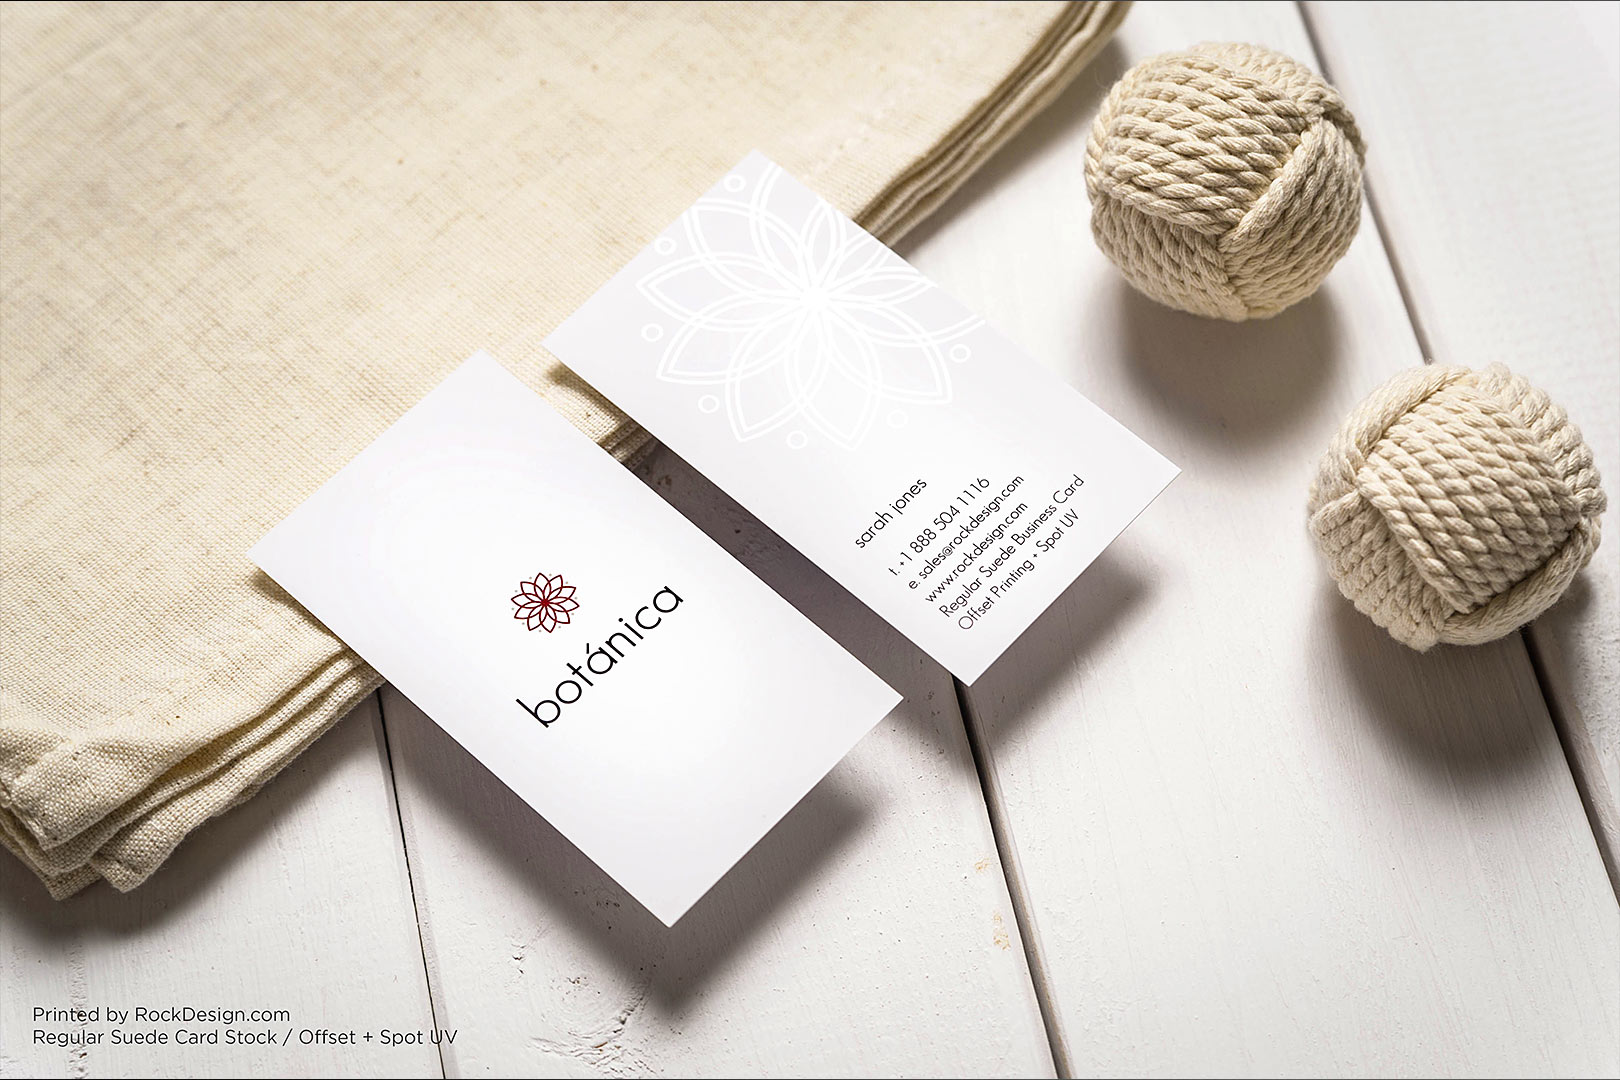 botánica
sarah jones
t. +1 888 504 1116
e. sales@rockdesign.com
www.rockdesign.com
Regular Suede Business Card
Offset Printing + Spot UV
Printed by RockDesign.com
Regular Suede Card Stock / Offset + Spot UV